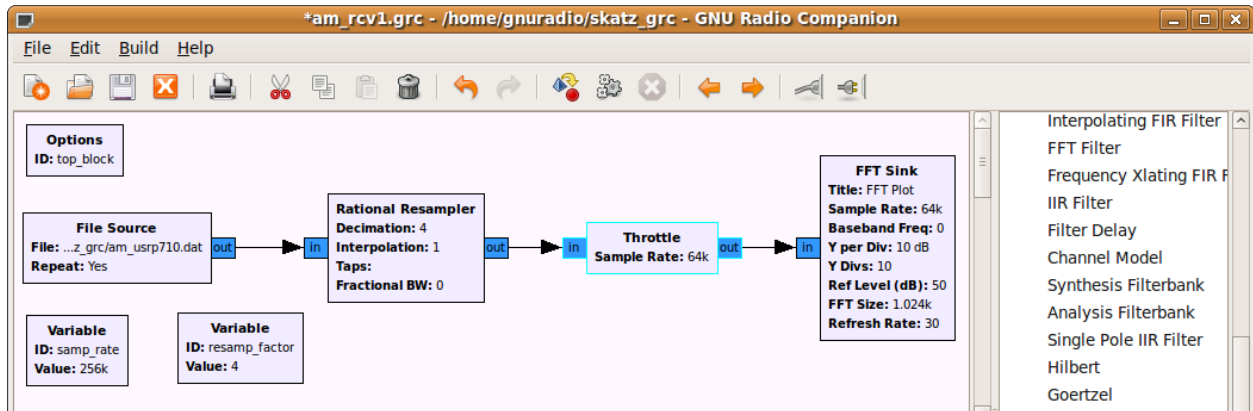 *am_rcv1.grc - /home/gnuradio/skatz_grc - GNU Radio Companion
File Edit Build Help
Options
ID: top_block
File Source
File: ...z_grc/am_usrp710.dat
Repeat: Yes
out
in
Rational Resampler
Decimation: 4
Interpolation: 1
Taps:
Fractional BW: 0
out
in
Throttle
Sample Rate: 64k
out
in
FFT Sink
Title: FFT Plot
Sample Rate: 64k
Baseband Freq: 0
Y per Div: 10 dB
Y Divs: 10
Ref Level (dB): 50
FFT Size: 1.024k
Refresh Rate: 30
Variable
ID: samp_rate
Value: 256k
Variable
ID: resamp_factor
Value: 4
Interpolating FIR Filter
FFT Filter
Frequency Xlating FIR F
IIR Filter
Filter Delay
Channel Model
Synthesis Filterbank
Analysis Filterbank
Single Pole IIR Filter
Hilbert
Goertzel